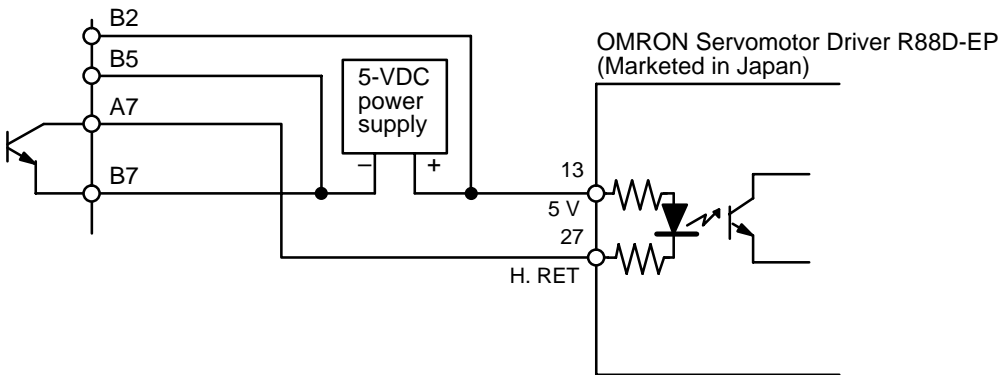 B2
B5
A7
B7
5-VDC
power
supply
– +
OMRON Servomotor Driver R88D-EP
(Marketed in Japan)
13
5 V
27
H. RET